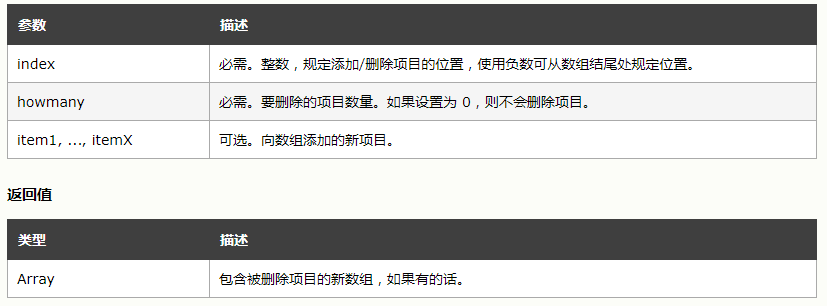 参数 描述
index 必需。整数，规定添加/删除项目的位置，使用负数可从数组结尾处规定位置。
howmany 必需。要删除的项目数量。如果设置为 0，则不会删除项目。
item1, ..., itemX 可选。向数组添加的新项目。
返回值
类型 描述
Array 包含被删除项目的新数组，如果有的话。